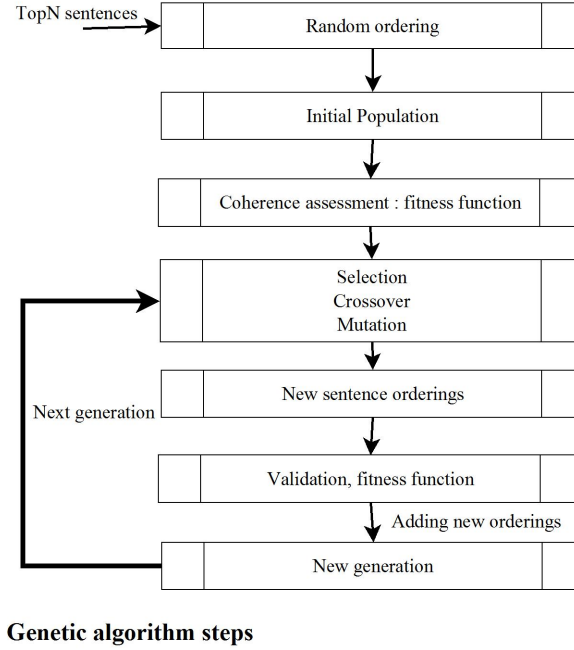 TopN sentences
Random ordering
Initial Population
Coherence assessment : fitness function
Selection
Crossover
Mutation
New sentence orderings
Next generation
Validation, fitness function
Adding new orderings
New generation
Genetic algorithm steps